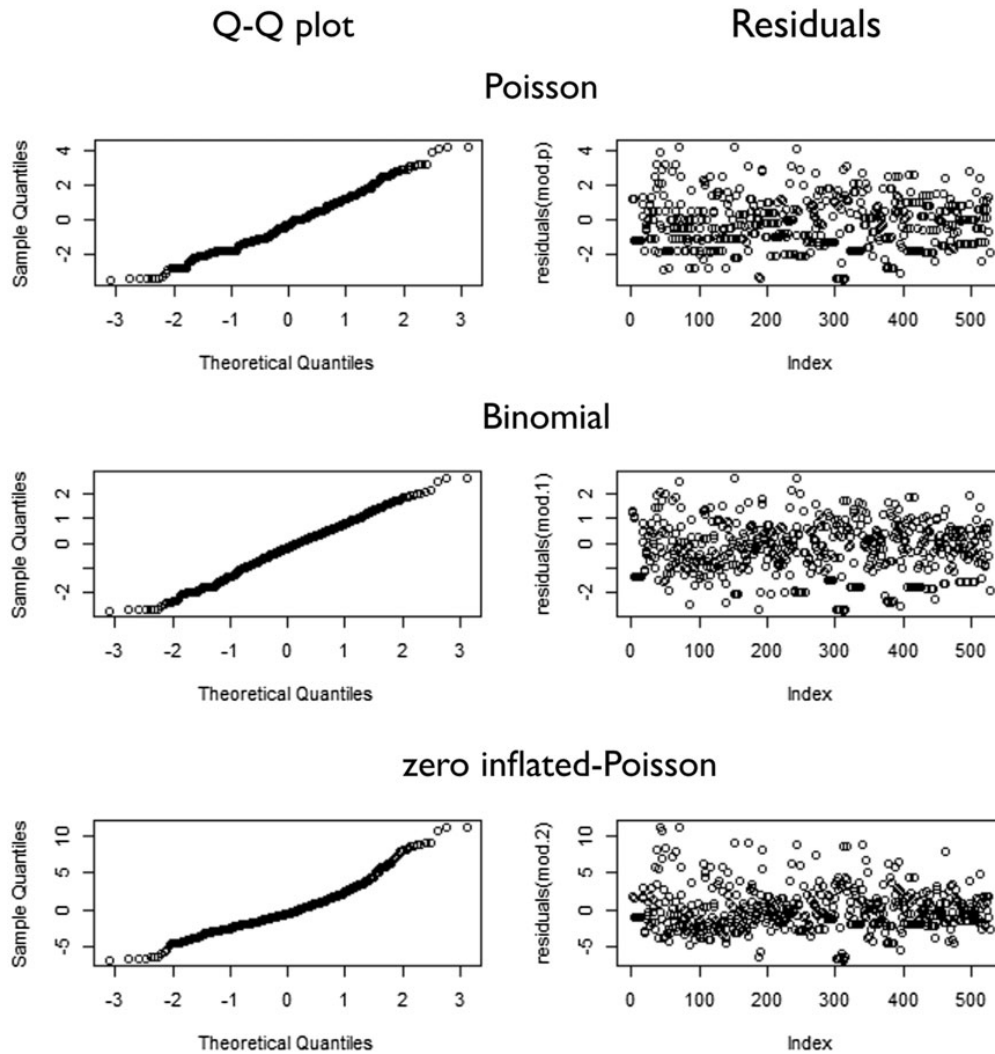 Q-Q plot
Residuals
Poisson
Sample Quantiles
4
2
0
-2
-3 -2 -1 0 1 2 3
Theoretical Quantiles
residuals(mod.p)
4
2
0
-2
0 100 200 300 400 500
Index
Binomial
Sample Quantiles
2
1
0
-2
-3 -2 -1 0 1 2 3
Theoretical Quantiles
residuals(mod.1)
2
1
0
-2
0 100 200 300 400 500
Index
zero inflated-Poisson
Sample Quantiles
10
5
0
-5
-3 -2 -1 0 1 2 3
Theoretical Quantiles
residuals(mod.2)
10
5
0
-5
0 100 200 300 400 500
Index